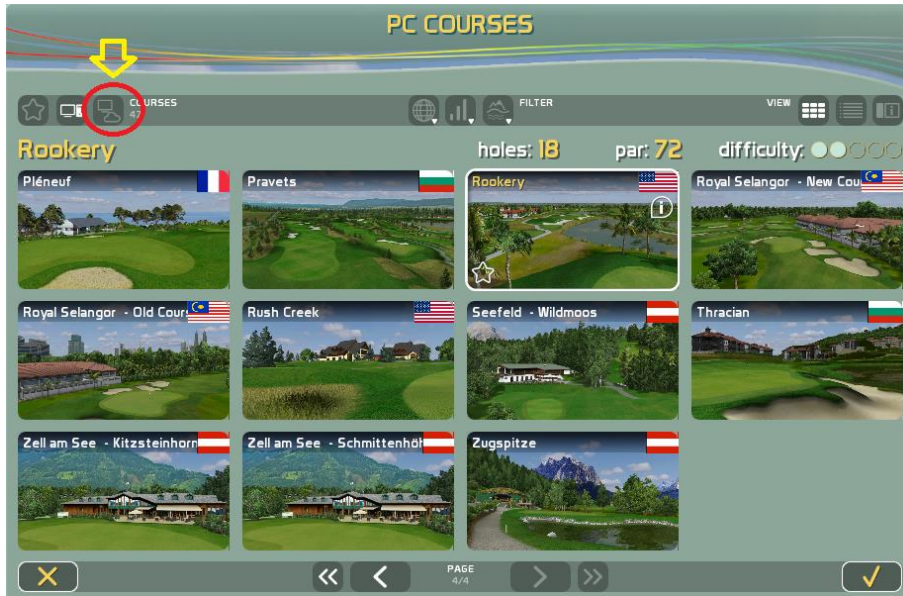 PC COURSES
COURSES
47
FILTER
VIEW
Rookery
holes: 18
par: 72
difficulty:
Pléneuf
Pravets
Rookery
Royal Selangor - New Cou
Royal Selangor - Old Cour
Rush Creek
Seefeld - Wildmoos
Thracian
Zell am See - Kitzsteinhorn
Zell am See - Schmittenhöh
Zugspitze
PAGE
4/4